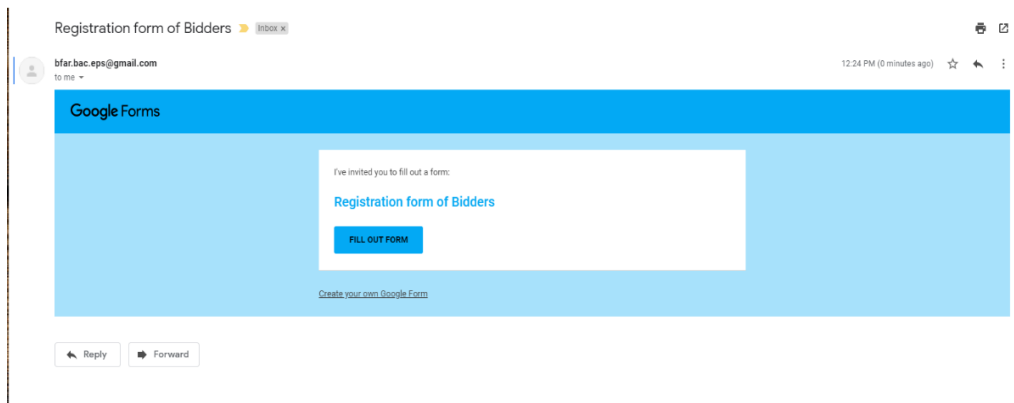 Registration form of Bidders Inbox x
bfar.bac.eps@gmail.com 12:24 PM (0 minutes ago)
to me
Google Forms
I've invited you to fill out a form:
Registration form of Bidders
FILL OUT FORM
Create your own Google Form
Reply Forward